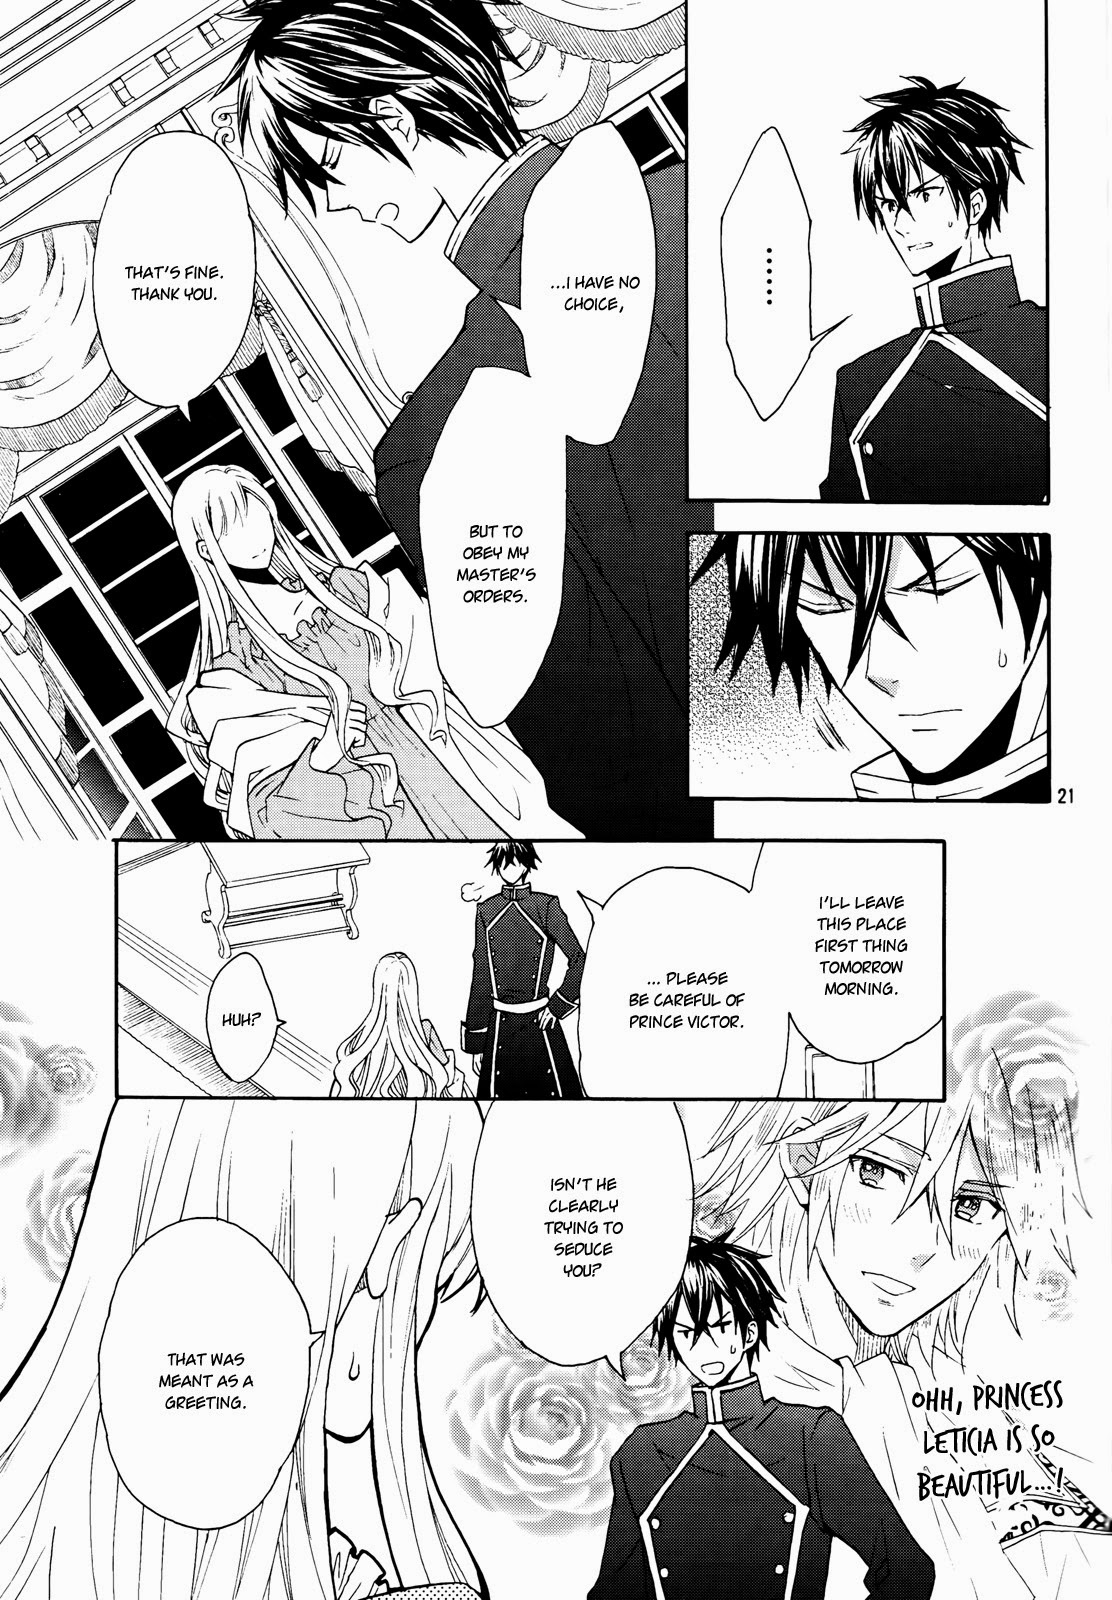 ......
...I HAVE NO
CHOICE,
BUT TO
OBEY MY
MASTER'S
ORDERS.
THAT'S FINE.
THANK YOU.
21
I'LL LEAVE
THIS PLACE
FIRST THING
TOMORROW
MORNING.
... PLEASE
BE CAREFUL OF
PRINCE VICTOR.
HUH?
ISN'T HE
CLEARLY
TRYING TO
SEDUCE
YOU?
OHH, PRINCESS
LETICIA IS SO
BEAUTIFUL...!
THAT WAS
MEANT AS A
GREETING.